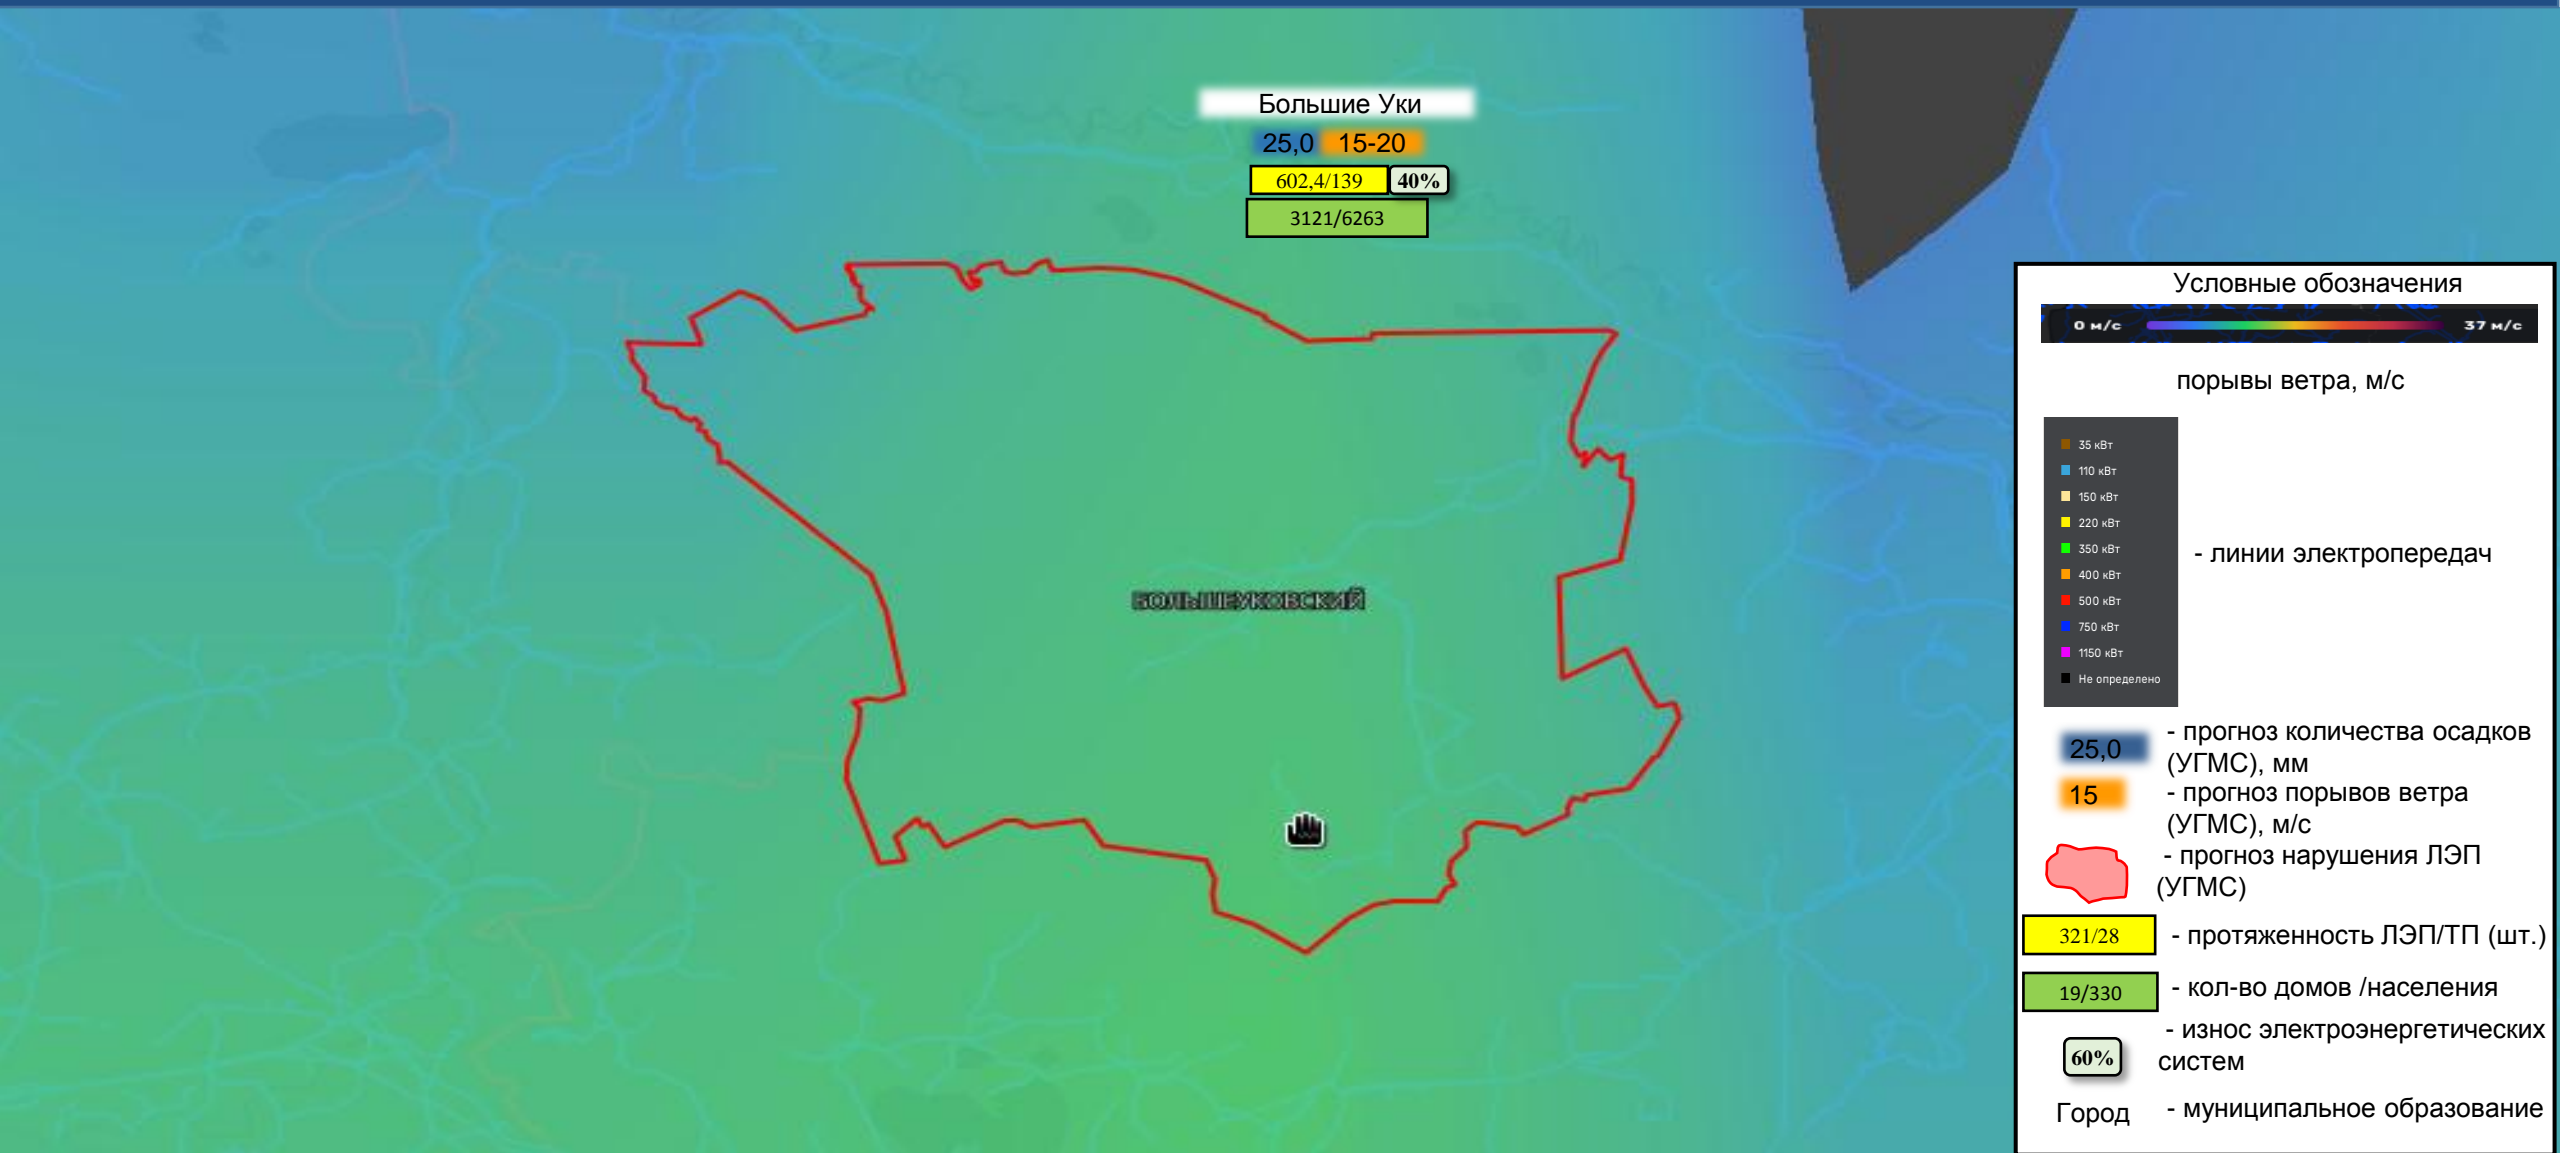 Большие Уки
25,0 15-20
602,4/139 40%
3121/6263
БОЛЬШЕУКОВСКИЙ
Условные обозначения
0 м/с 37 м/с
порывы ветра, м/с
35 кВт
110 кВт
150 кВт
220 кВт
350 кВт
400 кВт
500 кВт
750 кВт
1150 кВт
Не определено
- линии электропередач
25,0 - прогноз количества осадков
(УГМС), мм
15 - прогноз порывов ветра
(УГМС), м/с
- прогноз нарушения ЛЭП
(УГМС)
321/28 - протяженность ЛЭП/ТП (шт.)
19/330 - кол-во домов /населения
- износ электроэнергетических
60% систем
Город - муниципальное образование